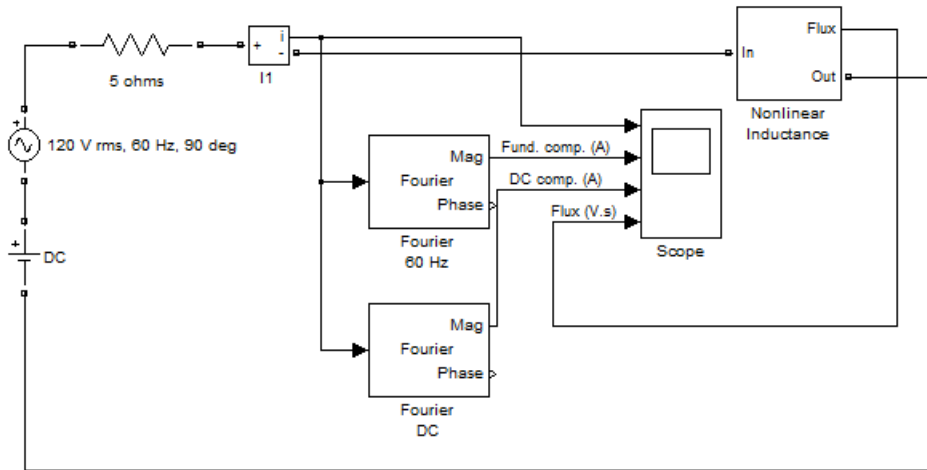 5 ohms
+
i
-
I1
In
Flux
Out
Nonlinear
Inductance
+
120 V rms, 60 Hz, 90 deg
+
DC
Mag
Fourier
Phase
Fourier
60 Hz
Fund. comp. (A)
DC comp. (A)
Flux (V.s)
Scope
Mag
Fourier
Phase
Fourier
DC